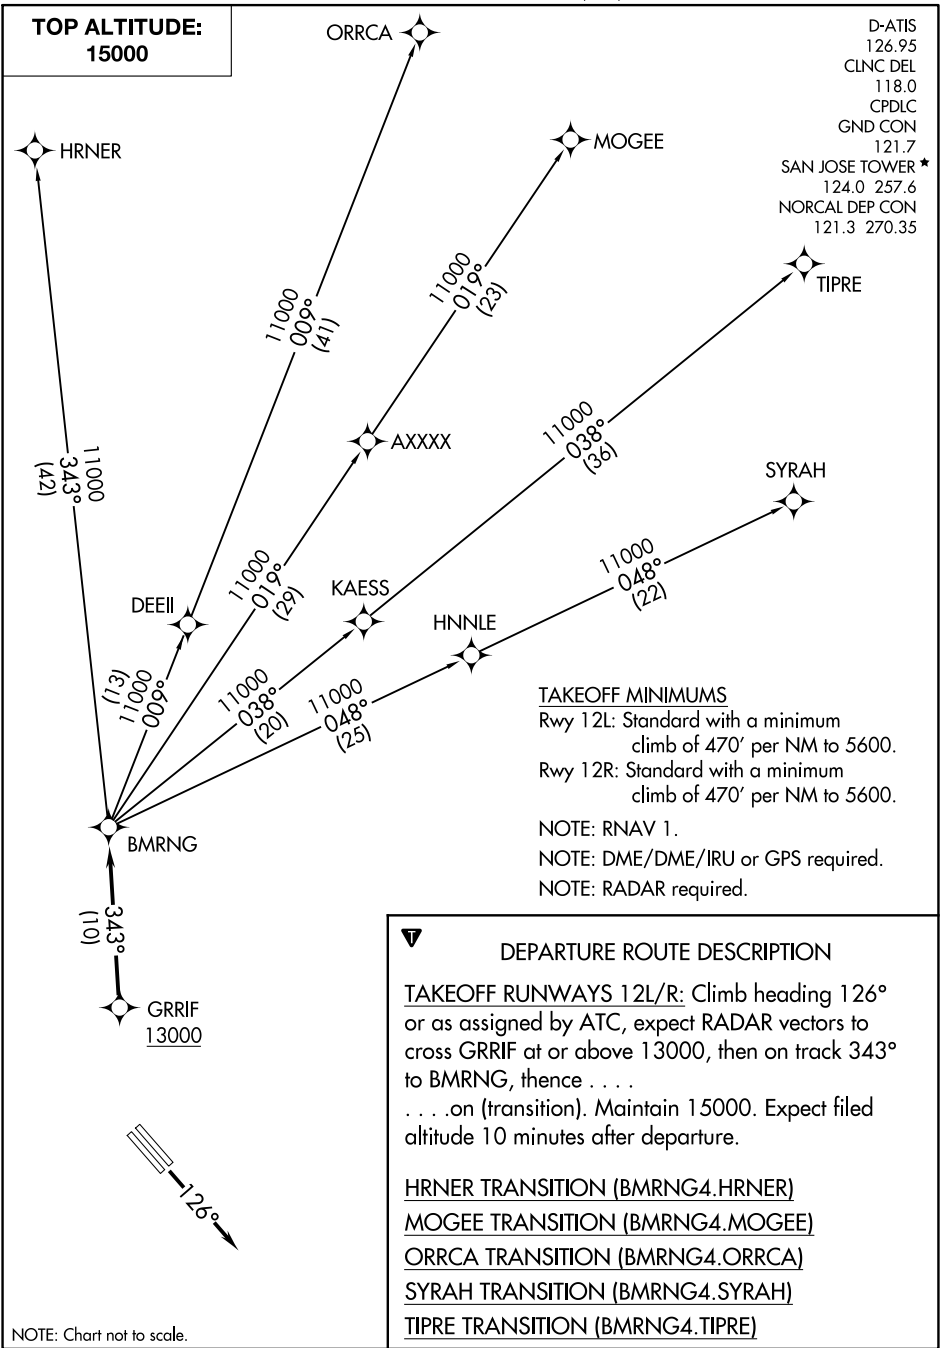 TOP ALTITUDE:
15000
D-ATIS
126.95
CLNC DEL
118.0
CPDLC
GND CON
121.7
SAN JOSE TOWER ★
124.0 257.6
NORCAL DEP CON
121.3 270.35
ORRCA
HRNER
MOGEE
TIPRE
11000
009°
(41)
11000
019°
(23)
11000
038°
(36)
AXXXX
SYRAH
11000
343°
(42)
11000
048°
(22)
11000
019°
(29)
DEEII
KAESS
HNNLE
(13)
11000
009°
11000
038°
(20)
11000
048°
(25)
TAKEOFF MINIMUMS
Rwy 12L: Standard with a minimum
climb of 470' per NM to 5600.
Rwy 12R: Standard with a minimum
climb of 470' per NM to 5600.
NOTE: RNAV 1.
NOTE: DME/DME/IRU or GPS required.
NOTE: RADAR required.
BMRNG
343°
(10)
GRRIF
13000
126°
NOTE: Chart not to scale.
T
DEPARTURE ROUTE DESCRIPTION
TAKEOFF RUNWAYS 12L/R: Climb heading 126°
or as assigned by ATC, expect RADAR vectors to
cross GRRIF at or above 13000, then on track 343°
to BMRNG, thence . . . .
. . . .on (transition). Maintain 15000. Expect filed
altitude 10 minutes after departure.
HRNER TRANSITION (BMRNG4.HRNER)
MOGEE TRANSITION (BMRNG4.MOGEE)
ORRCA TRANSITION (BMRNG4.ORRCA)
SYRAH TRANSITION (BMRNG4.SYRAH)
TIPRE TRANSITION (BMRNG4.TIPRE)